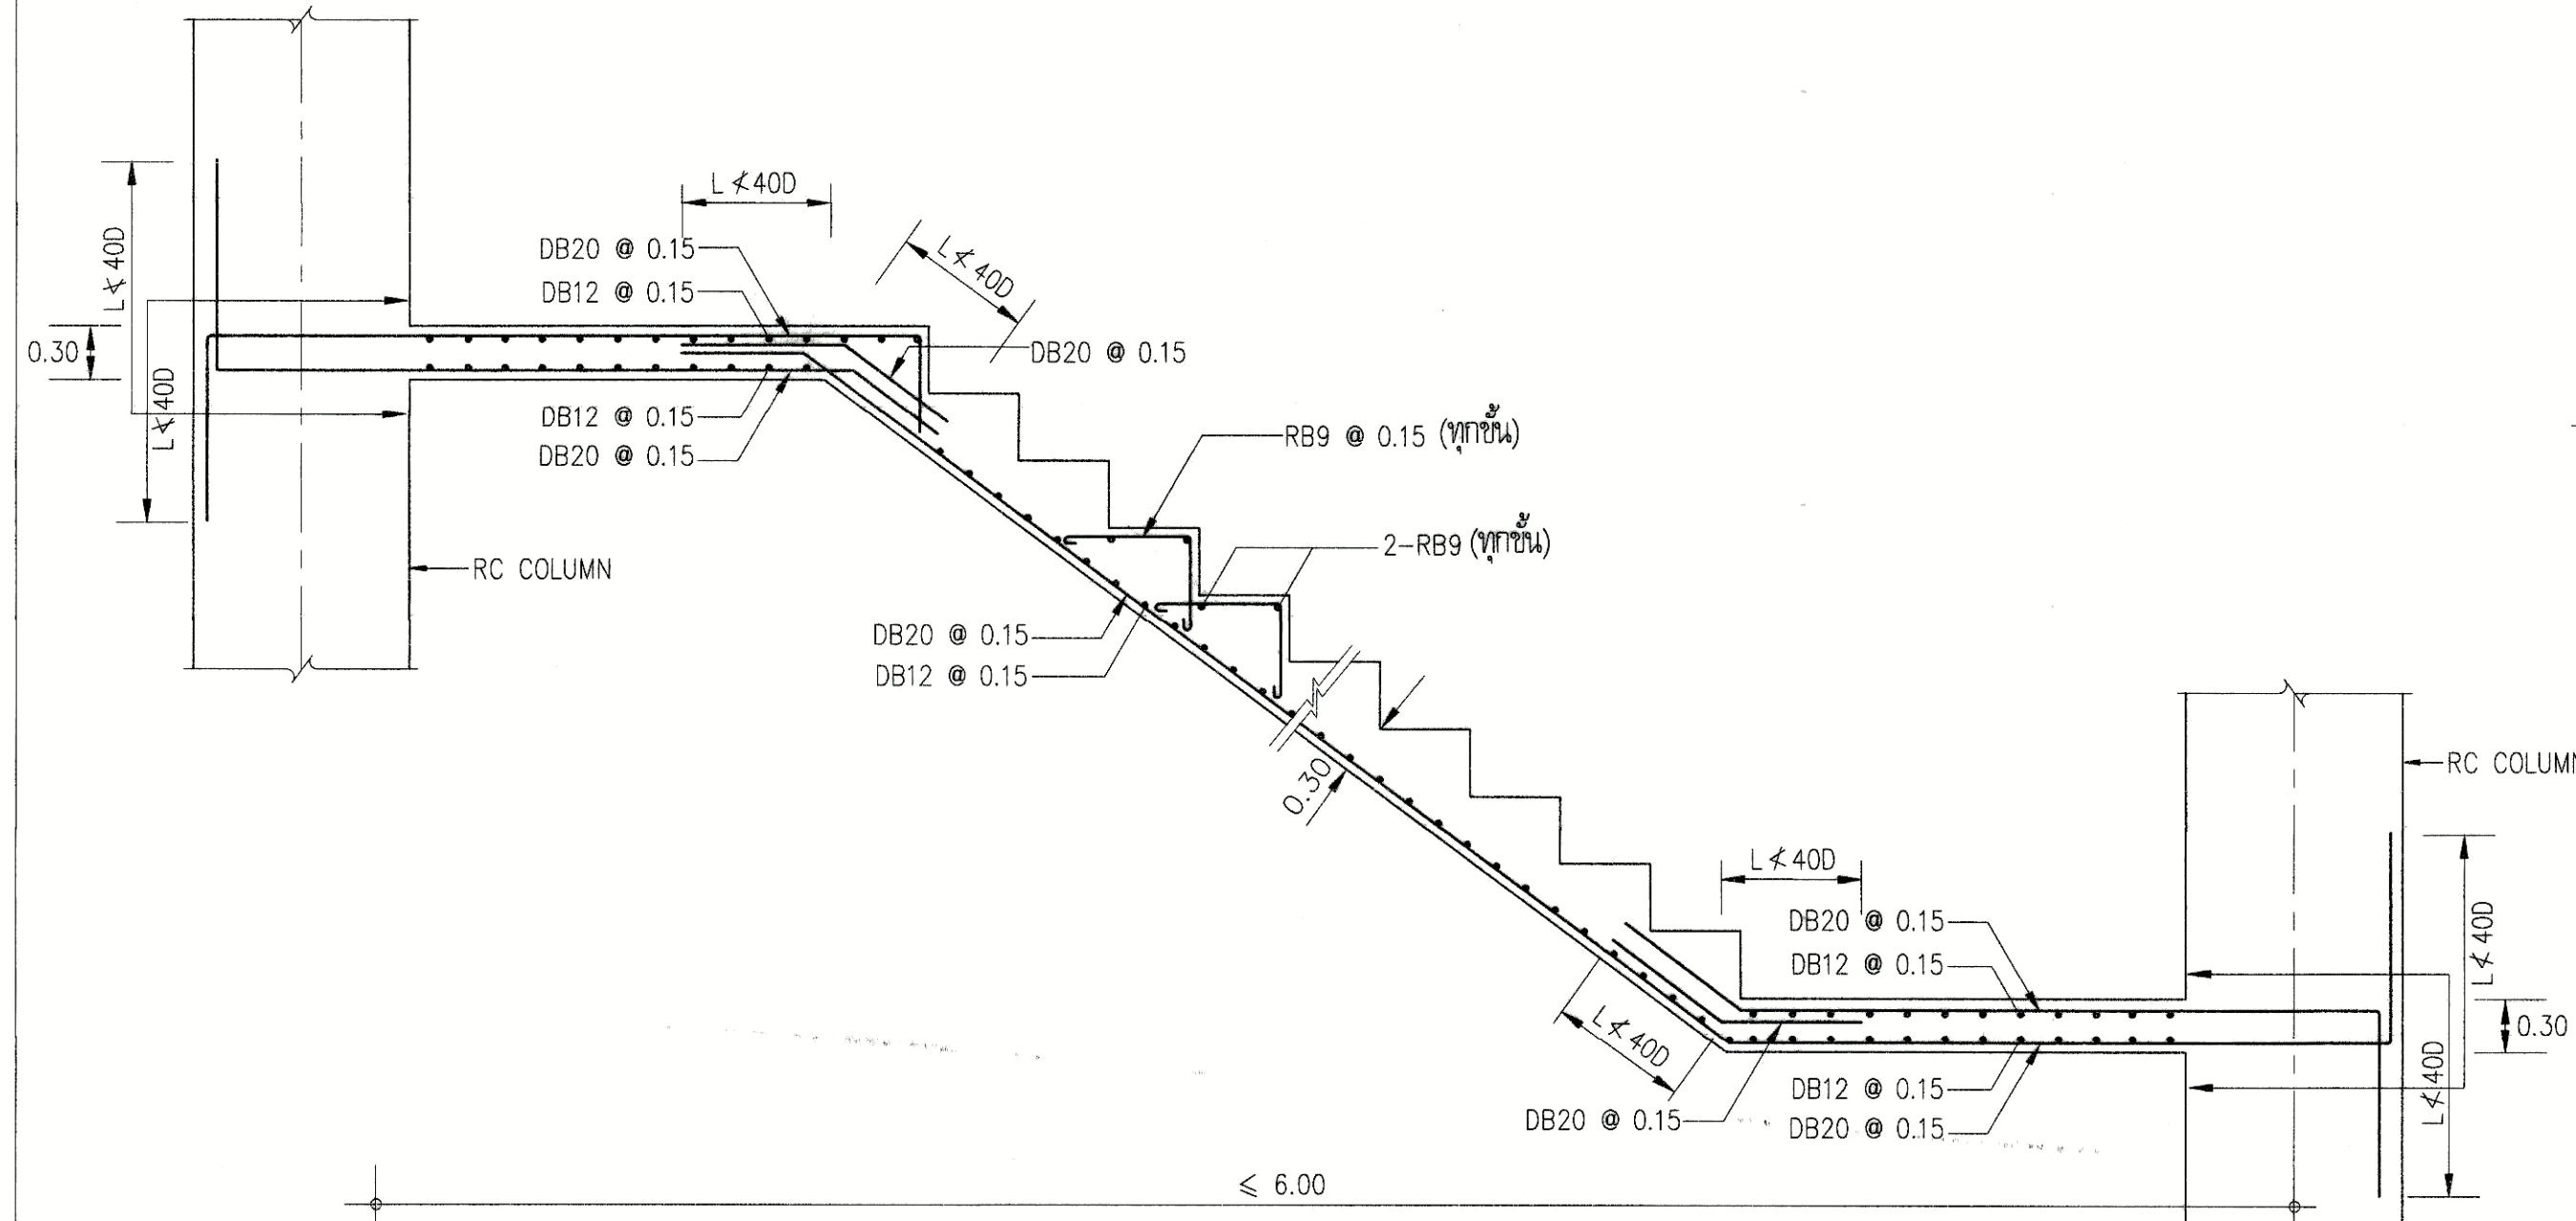 L ≮ 40D
L ≮ 40D
DB20 @ 0.15
DB12 @ 0.15
L ≮ 40D
0.30
DB20 @ 0.15
L ≮ 40D
DB12 @ 0.15
DB20 @ 0.15
RB9 @ 0.15 (ทุกขั้น)
2-RB9 (ทุกขั้น)
RC COLUMN
DB20 @ 0.15
DB12 @ 0.15
0.30
RC COLUMN
L ≮ 40D
DB20 @ 0.15
DB12 @ 0.15
L ≮ 40D
0.30
L ≮ 40D
L ≮ 40D
DB12 @ 0.15
DB20 @ 0.15
DB20 @ 0.15
≤ 6.00